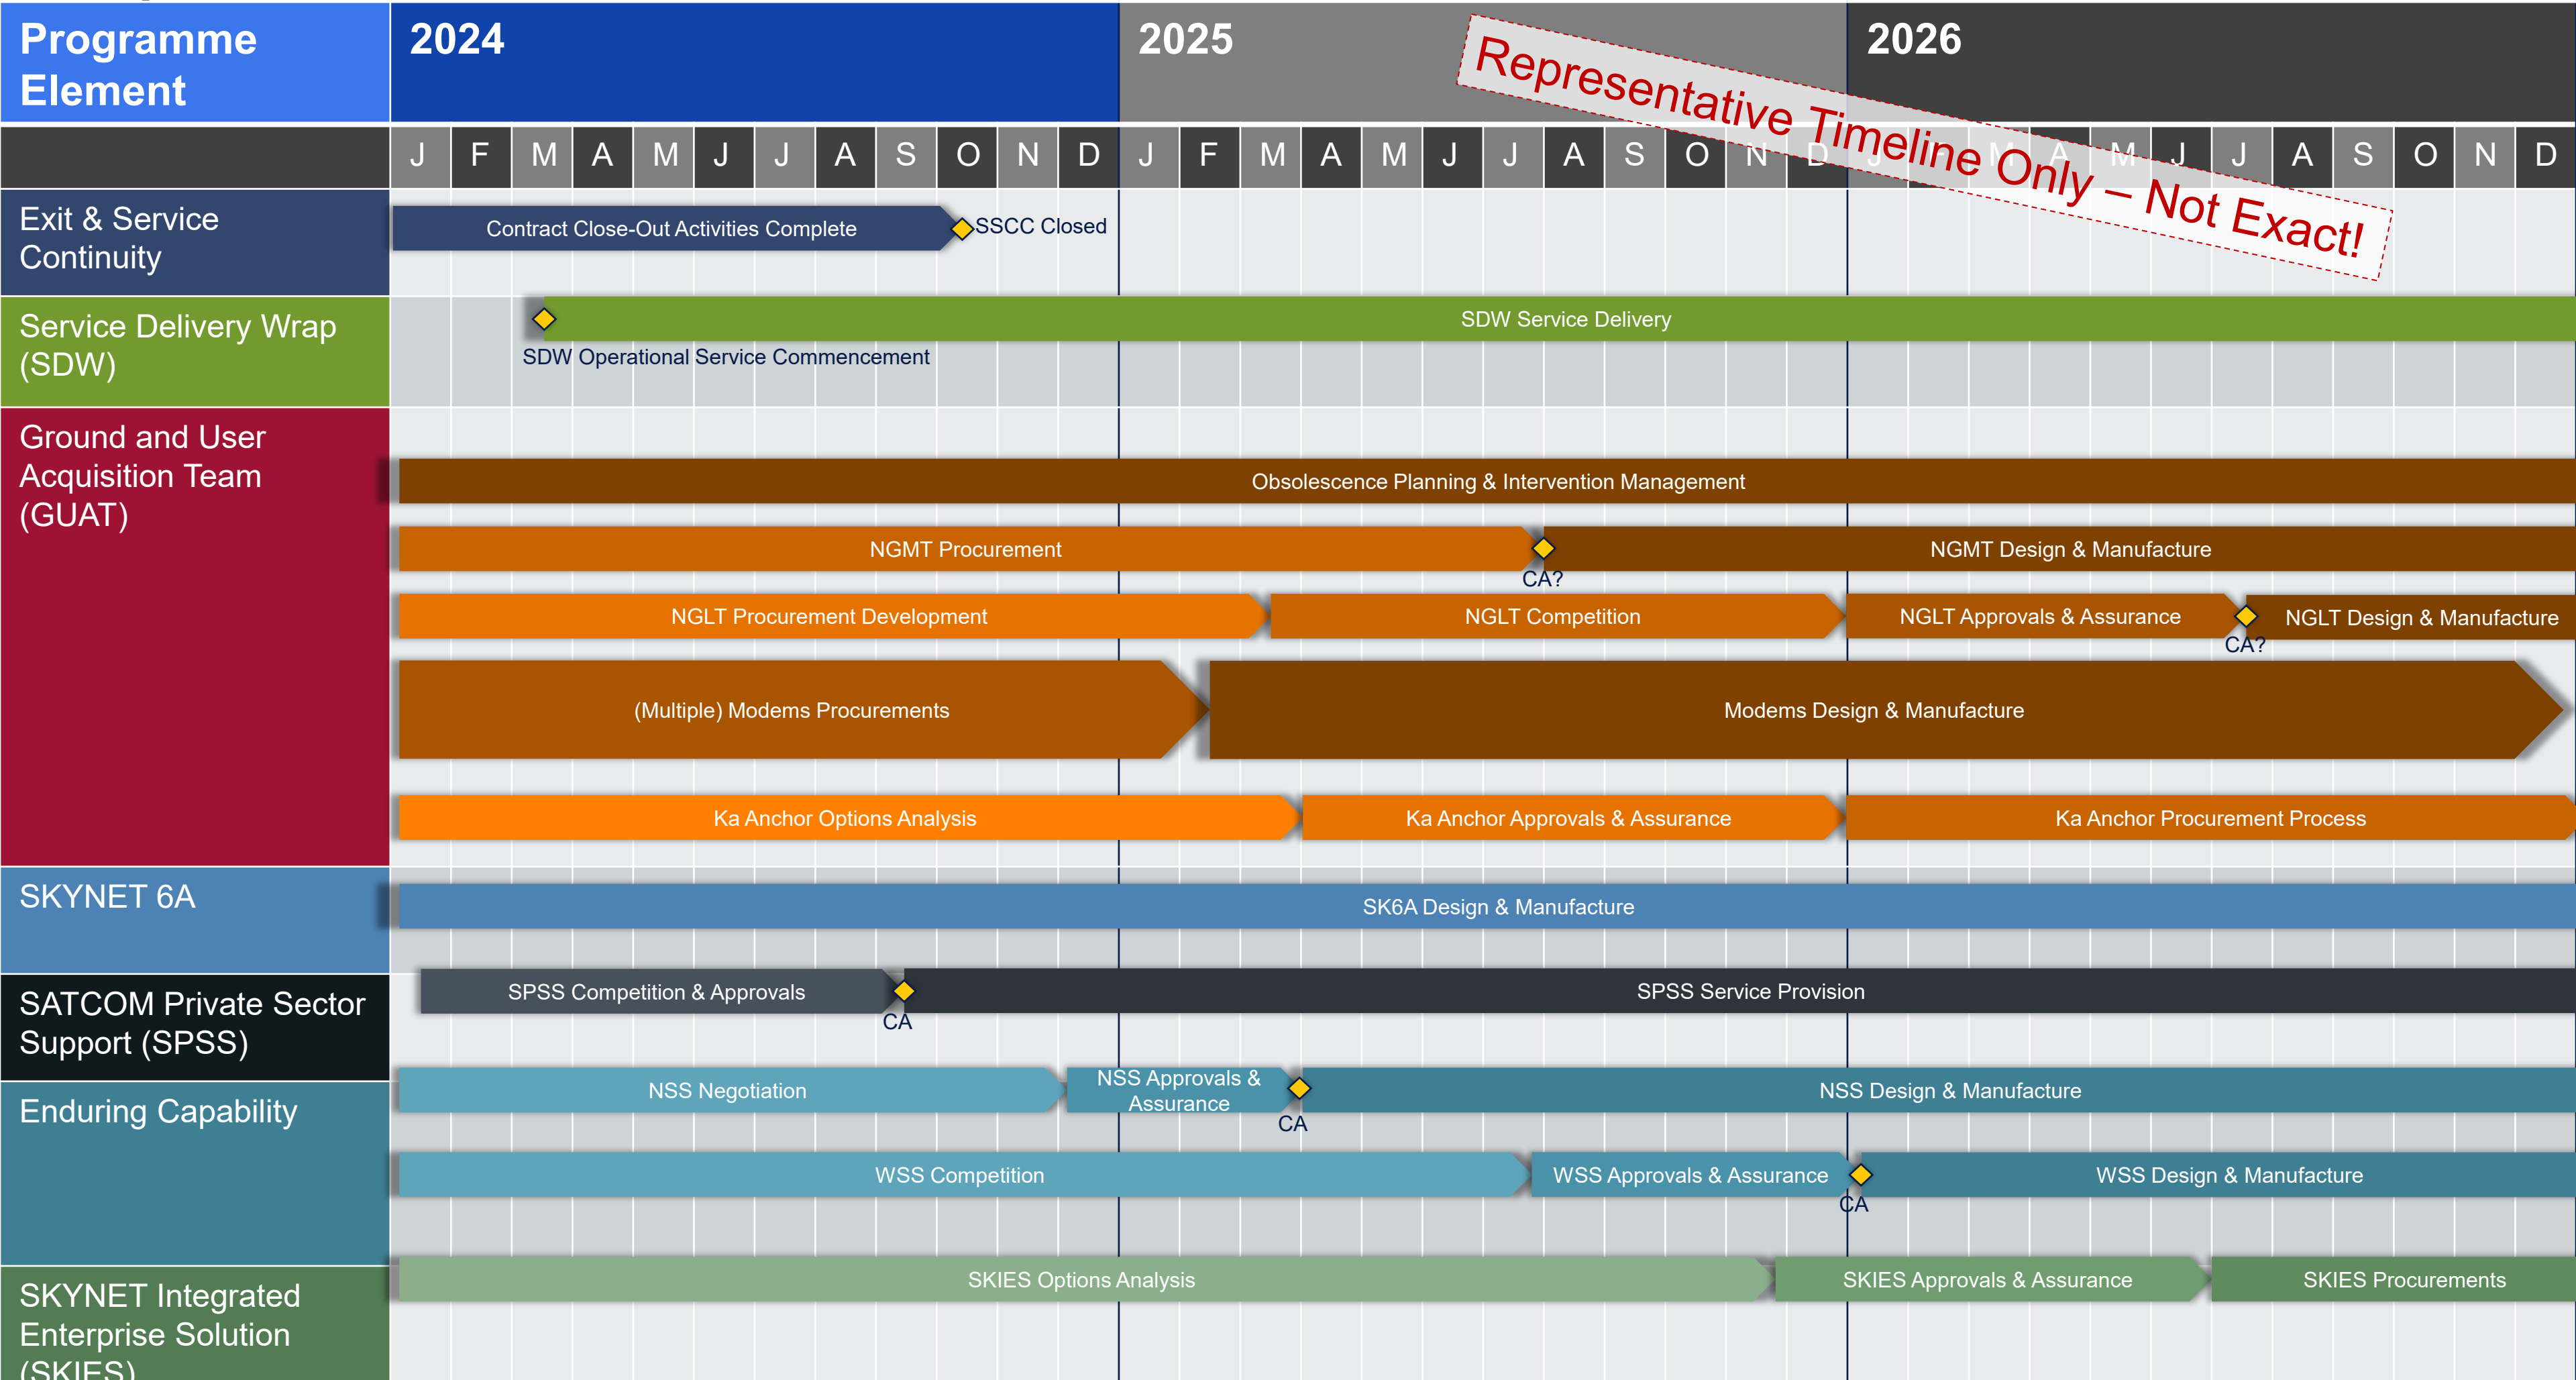 Programme
Element
2024
2025
2026
Representative Timeline Only – Not Exact!
J F M A M J J A S O N D J F M A M J J A S O N D J F M A M J J A S O N D
Exit & Service
Continuity
Contract Close-Out Activities Complete
SSCC Closed
Service Delivery Wrap
(SDW)
SDW Service Delivery
SDW Operational Service Commencement
Ground and User
Acquisition Team
(GUAT)
Obsolescence Planning & Intervention Management
NGMT Procurement
NGMT Design & Manufacture
CA?
NGLT Procurement Development
NGLT Competition
NGLT Approvals & Assurance
NGLT Design & Manufacture
CA?
(Multiple) Modems Procurements
Modems Design & Manufacture
Ka Anchor Options Analysis
Ka Anchor Approvals & Assurance
Ka Anchor Procurement Process
SKYNET 6A
SK6A Design & Manufacture
SATCOM Private Sector
Support (SPSS)
SPSS Competition & Approvals
SPSS Service Provision
CA
Enduring Capability
NSS Negotiation
NSS Approvals &
Assurance
NSS Design & Manufacture
CA
WSS Competition
WSS Approvals & Assurance
WSS Design & Manufacture
CA
SKYNET Integrated
Enterprise Solution
(SKIES)
SKIES Options Analysis
SKIES Approvals & Assurance
SKIES Procurements